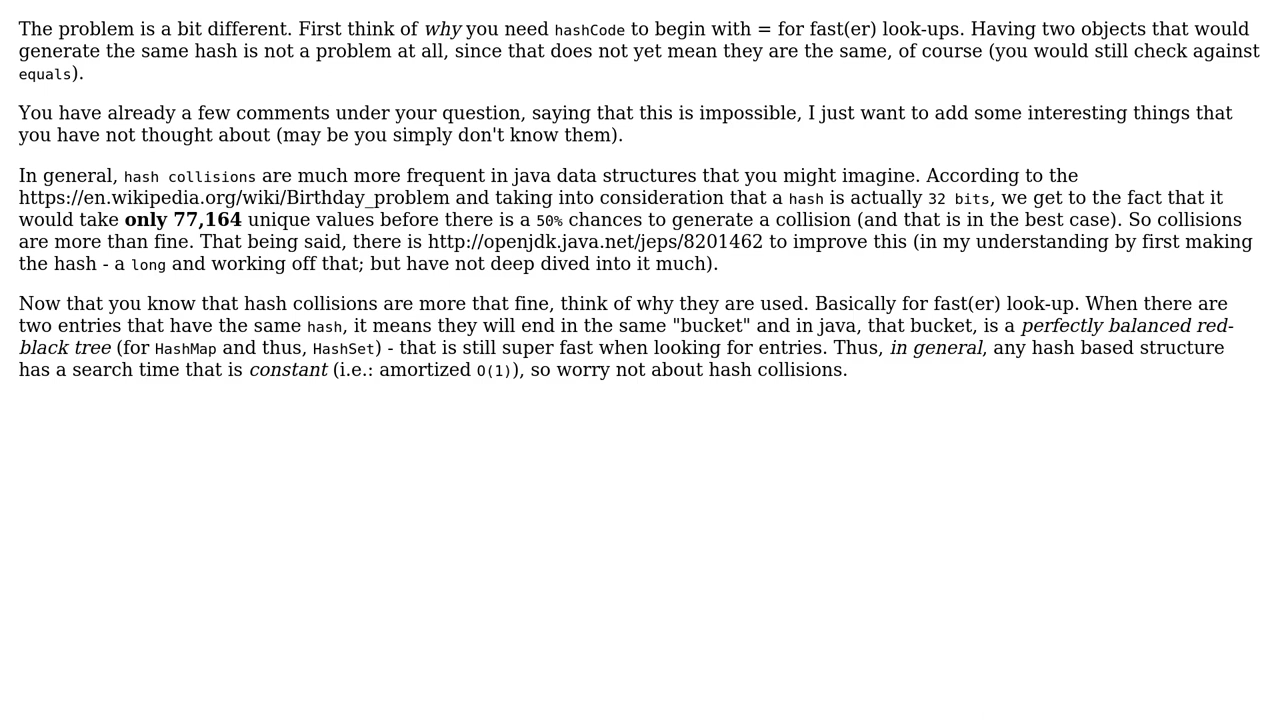 The problem is a bit different. First think of why you need hashCode to begin with = for fast(er) look-ups. Having two objects that would
generate the same hash is not a problem at all, since that does not yet mean they are the same, of course (you would still check against
equals).
You have already a few comments under your question, saying that this is impossible, I just want to add some interesting things that
you have not thought about (may be you simply don't know them).
In general, hash collisions are much more frequent in java data structures that you might imagine. According to the
https://en.wikipedia.org/wiki/Birthday_problem and taking into consideration that a hash is actually 32 bits, we get to the fact that it
would take only 77,164 unique values before there is a 50% chances to generate a collision (and that is in the best case). So collisions
are more than fine. That being said, there is http://openjdk.java.net/jeps/8201462 to improve this (in my understanding by first making
the hash - a long and working off that; but have not deep dived into it much).
Now that you know that hash collisions are more that fine, think of why they are used. Basically for fast(er) look-up. When there are
two entries that have the same hash, it means they will end in the same "bucket" and in java, that bucket, is a perfectly balanced red-
black tree (for HashMap and thus, HashSet) - that is still super fast when looking for entries. Thus, in general, any hash based structure
has a search time that is constant (i.e.: amortized O(1)), so worry not about hash collisions.